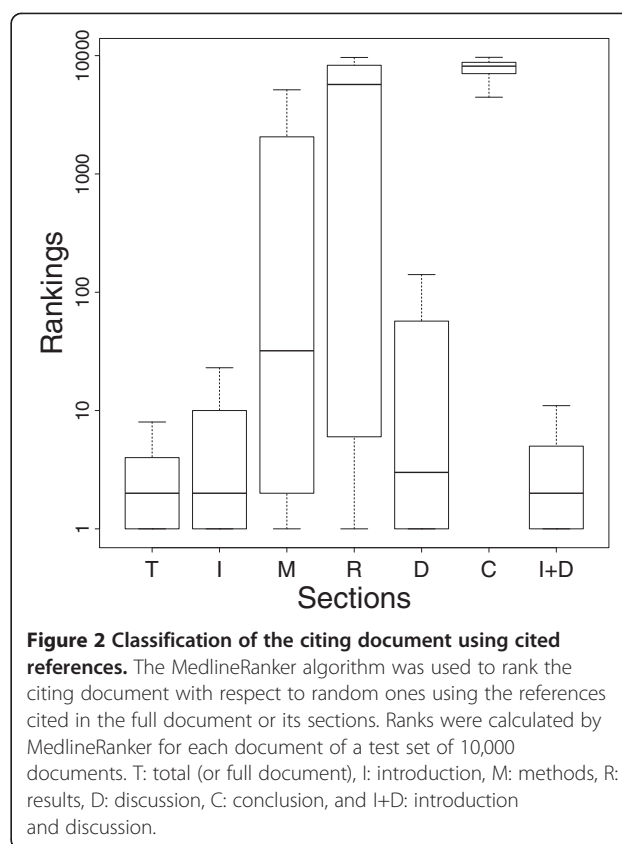 10000
1000
100
10
1
Rankings
T I M R D C I+D
Sections
Figure 2 Classification of the citing document using cited
references. The MedlineRanker algorithm was used to rank the
citing document with respect to random ones using the references
cited in the full document or its sections. Ranks were calculated by
MedlineRanker for each document of a test set of 10,000
documents. T: total (or full document), I: introduction, M: methods, R:
results, D: discussion, C: conclusion, and I+D: introduction
and discussion.